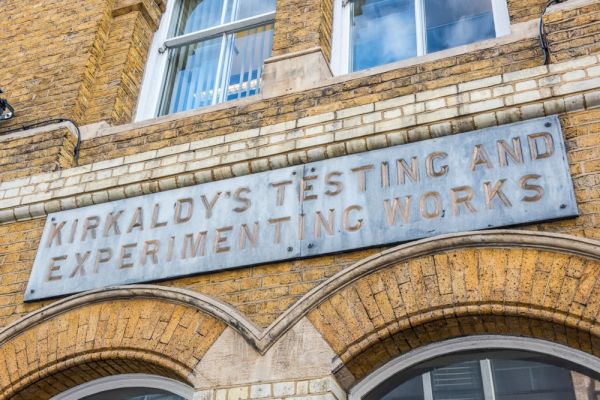 KIRKALDY'S TESTING AND
EXPERIMENTING WORKS.